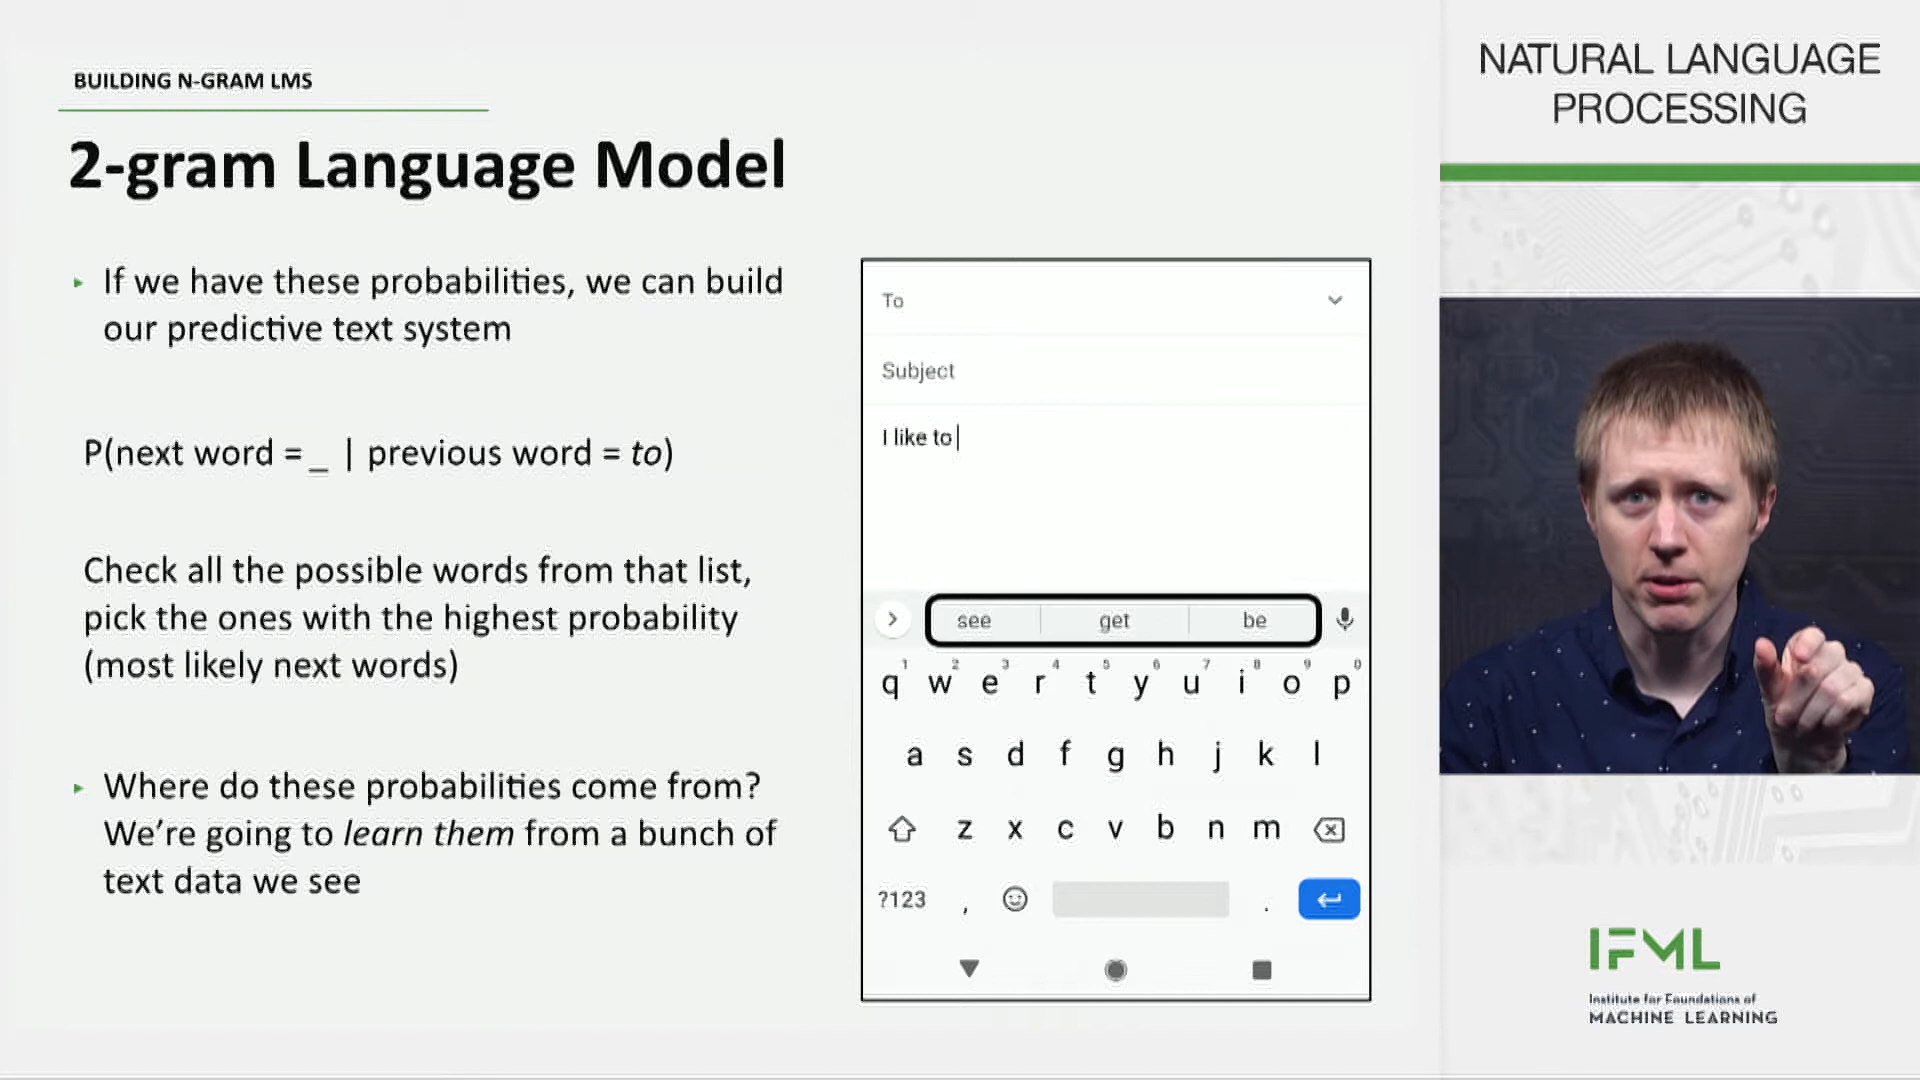 BUILDING N-GRAM LMS
2-gram Language Model
If we have these probabilities, we can build
our predictive text system
P(next word = _ | previous word = to)
Check all the possible words from that list,
pick the ones with the highest probability
(most likely next words)
Where do these probabilities come from?
We're going to learn them from a bunch of
text data we see
To
Subject
I like to
see get be
1 2 3 4 5 6 7 8 9 0
q w e r t y u i o p
a s d f g h j k l
z x c v b n m
?123 , .
NATURAL LANGUAGE
PROCESSING
IFML
Institute for Foundations of
MACHINE LEARNING